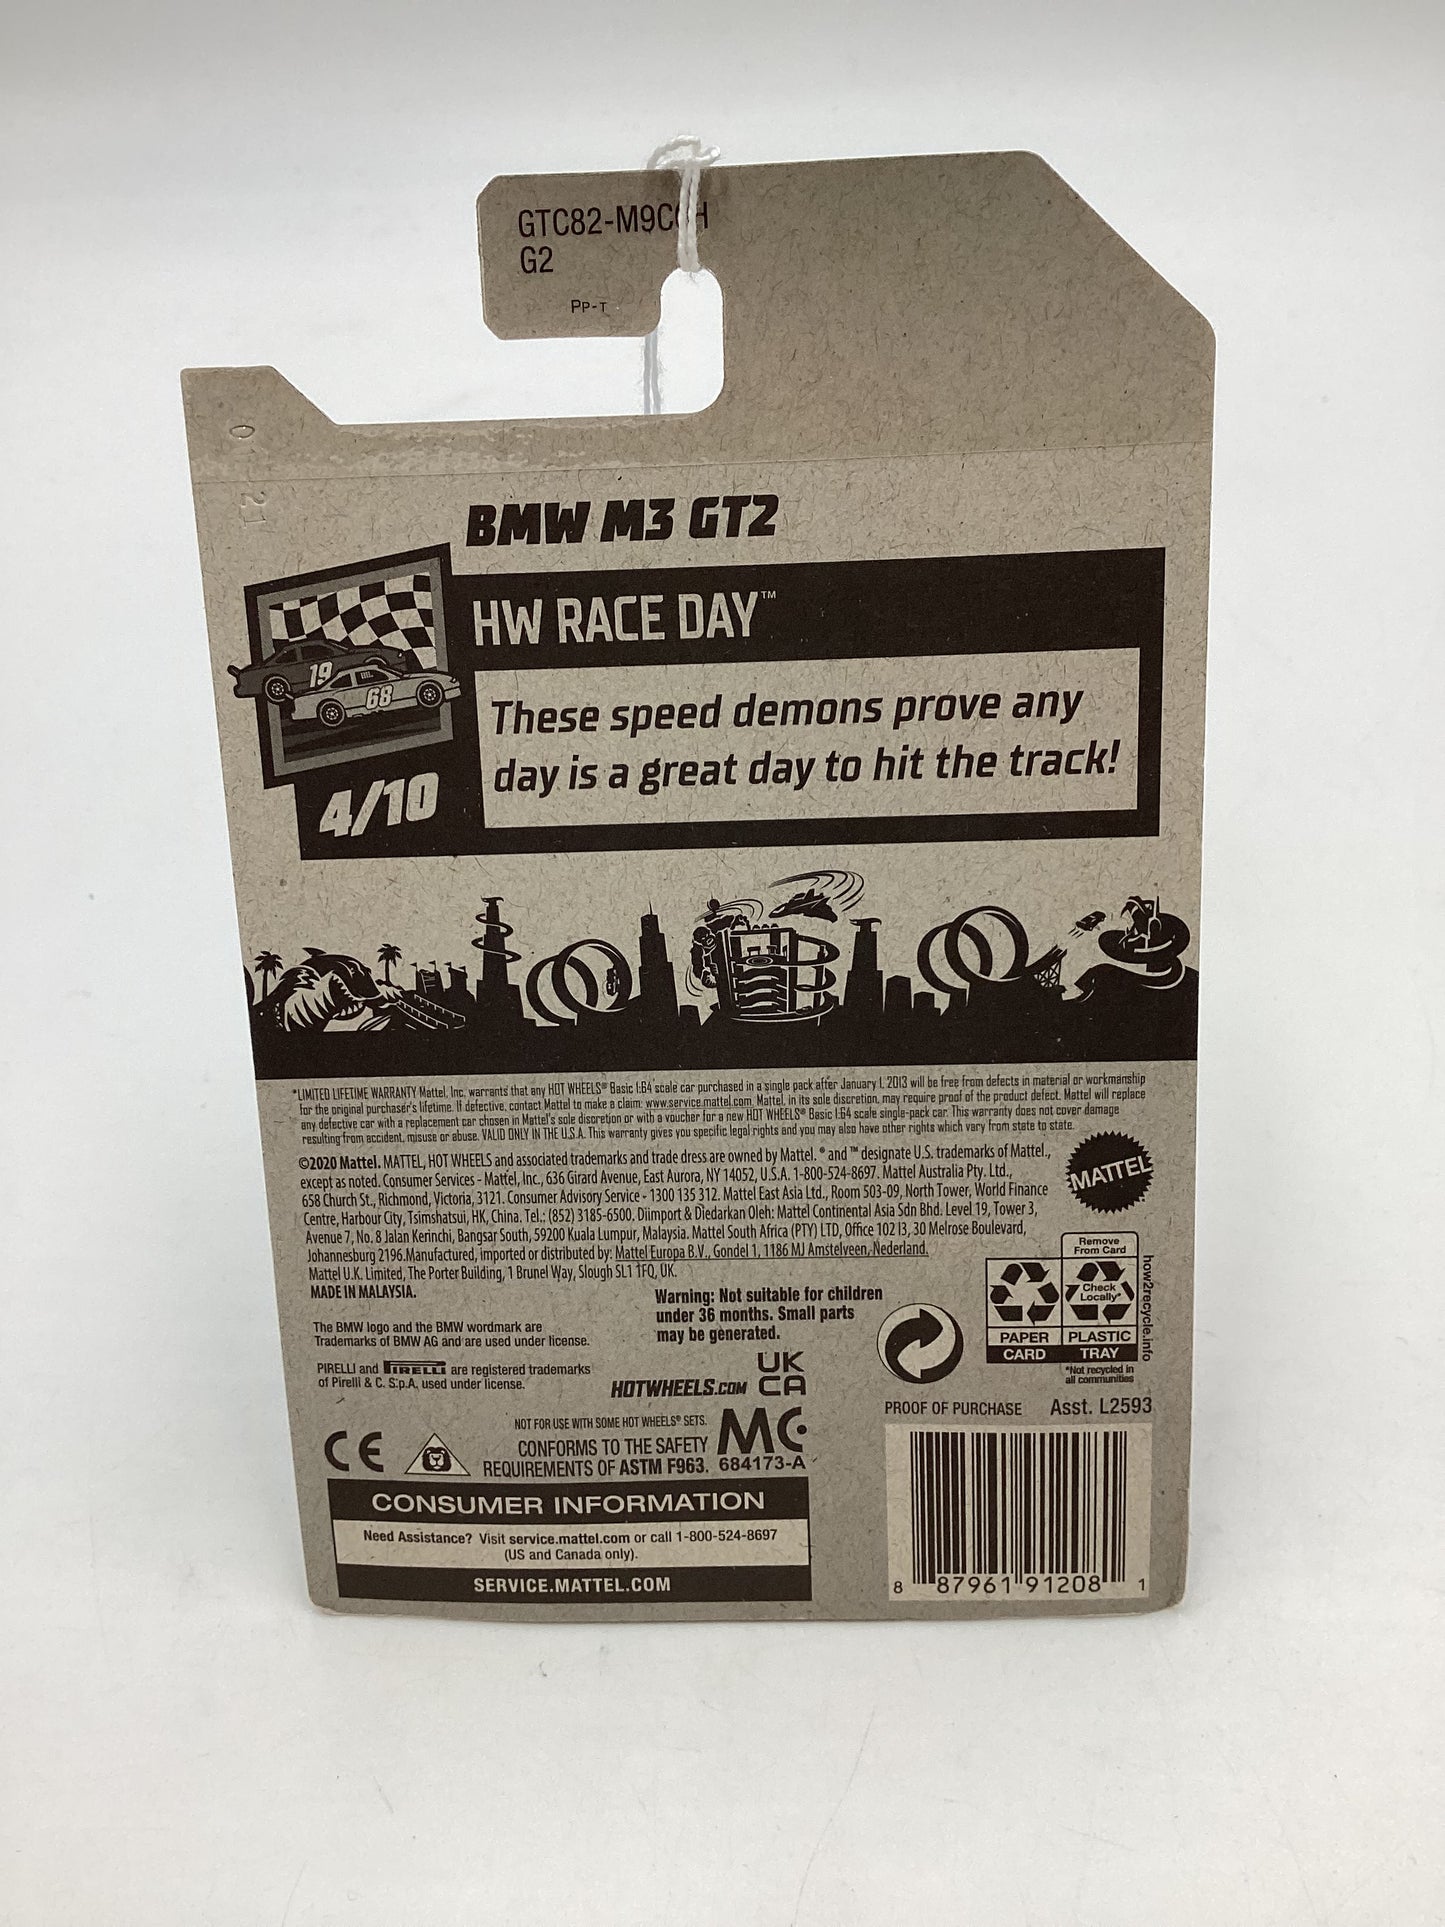 GTC82-M9C
G2
PP-T
01 21
BMW M3 GT2
HW RACE DAY™
19
68
4/10
These speed demons prove any
day is a great day to hit the track!
*LIMITED LIFETIME WARRANTY Mattel, Inc. warrants that any HOT WHEELS® Basic 1:64 scale car purchased in a single pack after January 1, 2013 will be free from defects in material or workmanship
for the original purchaser's lifetime. If defective, contact Mattel to make a claim: www.service.mattel.com. Mattel, in its sole discretion, may require proof of the product defect. Mattel will replace
any defective car with a replacement car chosen in Mattel's sole discretion or with a voucher for a new HOT WHEELS® Basic 1:64 scale single-pack car. This warranty does not cover damage
resulting from accident, misuse or abuse. VALID ONLY IN THE U.S.A. This warranty gives you specific legal rights and you may also have other rights which vary from state to state.
©2020 Mattel. MATTEL, HOT WHEELS and associated trademarks and trade dress are owned by Mattel. ® and ™ designate U.S. trademarks of Mattel.,
except as noted. Consumer Services - Mattel, Inc., 636 Girard Avenue, East Aurora, NY 14052, U.S.A. 1-800-524-8697. Mattel Australia Pty. Ltd.,
658 Church St., Richmond, Victoria, 3121. Consumer Advisory Service - 1300 135 312. Mattel East Asia Ltd., Room 503-09, North Tower, World Finance
Centre, Harbour City, Tsimshatsui, HK, China. Tel.: (852) 3185-6500. Diimport & Diedarkan Oleh: Mattel Continental Asia Sdn Bhd. Level 19, Tower 3,
Avenue 7, No. 8 Jalan Kerinchi, Bangsar South, 59200 Kuala Lumpur, Malaysia. Mattel South Africa (PTY) LTD, Office 102 I3, 30 Melrose Boulevard,
Johannesburg 2196.Manufactured, imported or distributed by: Mattel Europa B.V., Gondel 1, 1186 MJ Amstelveen, Nederland.
Mattel U.K. Limited, The Porter Building, 1 Brunel Way, Slough SL1 1FQ, UK.
MADE IN MALAYSIA.
MATTEL
Warning: Not suitable for children
under 36 months. Small parts
may be generated.
The BMW logo and the BMW wordmark are
Trademarks of BMW AG and are used under license.
PIRELLI and PIRELLI are registered trademarks
of Pirelli & C. S.p.A. used under license.
HOTWHEELS.COM
UK
CA
Remove
From Card
Check
Locally*
PAPER
CARD
PLASTIC
TRAY
how2recycle.info
*Not recycled in
all communities
PROOF OF PURCHASE Asst. L2593
CE
NOT FOR USE WITH SOME HOT WHEELS® SETS.
CONFORMS TO THE SAFETY
REQUIREMENTS OF ASTM F963.
MC
684173-A
CONSUMER INFORMATION
Need Assistance? Visit service.mattel.com or call 1-800-524-8697
(US and Canada only).
SERVICE.MATTEL.COM
8 87961 91208 1